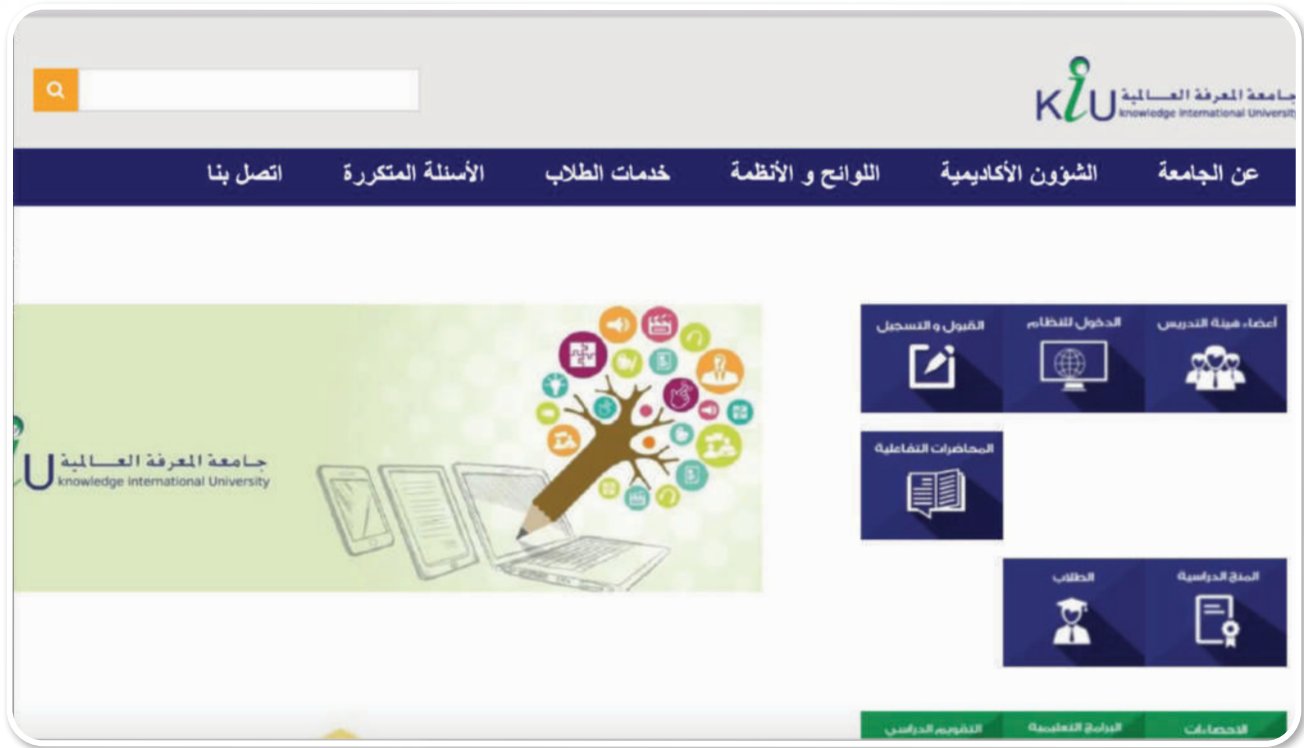 جامعة المعرفة العالمية
KiU
knowledge international University
عن الجامعة
الشؤون الأكاديمية
اللوائح و الأنظمة
خدمات الطلاب
الأسئلة المتكررة
اتصل بنا
أعضاء هيئة التدريس
الدخول للنظام
القبول و التسجيل
المحاضرات التفاعلية
المنح الدراسية
الطلاب
الاحصاءات
البرامج التعليمية
التقويم الدراسي
جامعة المعرفة العالمية
U
knowledge international University